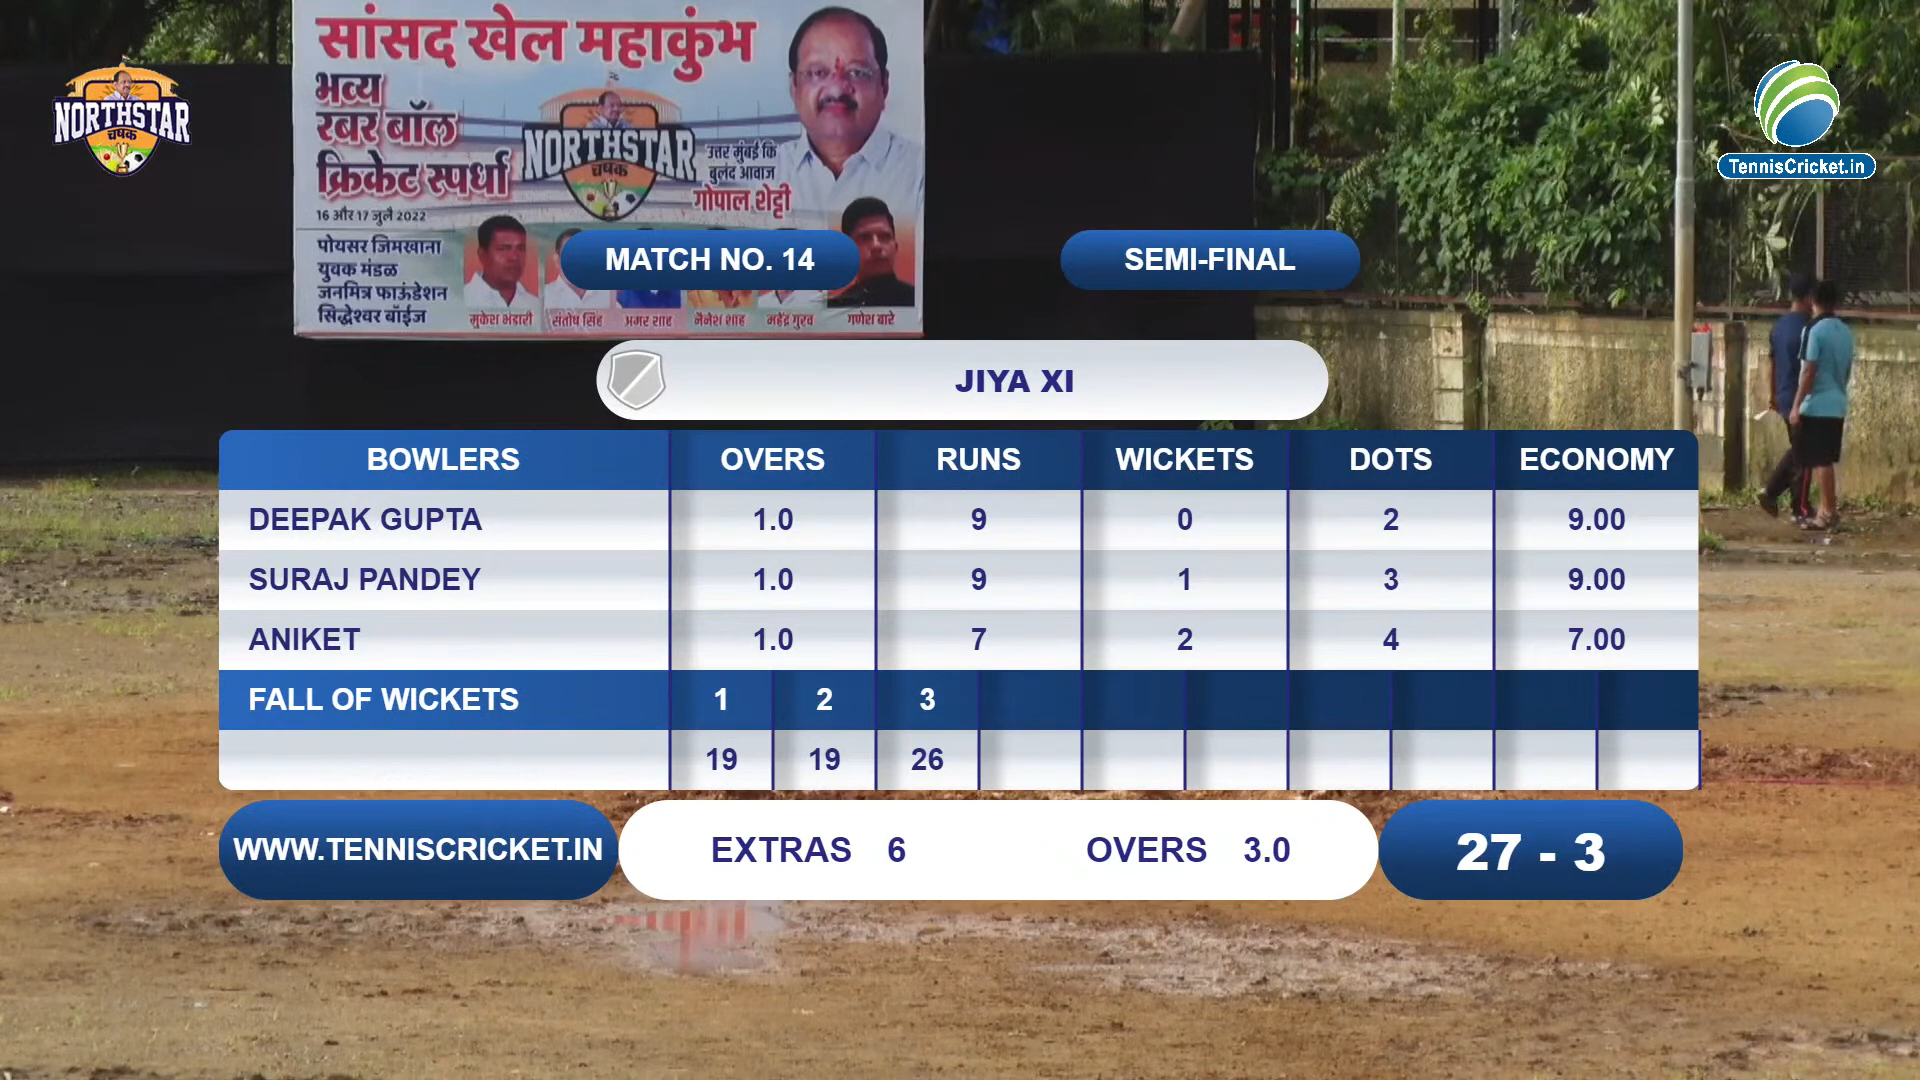 सांसद खेल महाकुंभ
भव्य
रबर बॉल
क्रिकेट स्पर्धा
16 और 17 जुलै 2022
NORTHSTAR
चषक
उत्तर मुंबई कि
बुलंद आवाज
गोपाल शेट्टी
पोयसर जिमखाना
युवक मंडळ
जनमित्र फाऊंडेशन
सिद्धेश्वर बॉईज
मुकेश भंडारी संतोष सिंह अमर शाह नैनेश शाह महेंद्र गुरव गणेश बारे
NORTHSTAR
चषक
TennisCricket.in
MATCH NO. 14 SEMI-FINAL
JIYA XI
BOWLERS OVERS RUNS WICKETS DOTS ECONOMY
DEEPAK GUPTA 1.0 9 0 2 9.00
SURAJ PANDEY 1.0 9 1 3 9.00
ANIKET 1.0 7 2 4 7.00
FALL OF WICKETS 1 2 3
19 19 26
WWW.TENNISCRICKET.IN EXTRAS 6 OVERS 3.0 27 - 3